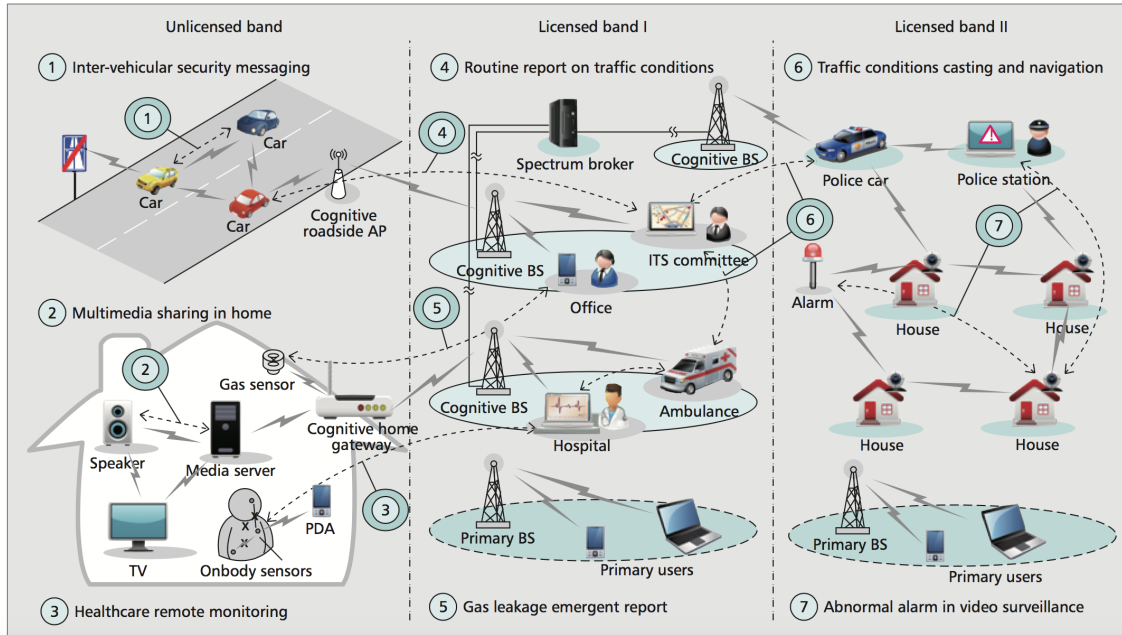 Unlicensed band
Licensed band I
Licensed band II
1 Inter-vehicular security messaging
4 Routine report on traffic conditions
6 Traffic conditions casting and navigation
1
Car
Car
Car
Cognitive
roadside AP
4
Spectrum broker
Cognitive BS
Cognitive BS
ITS committee
Office
Police car
Police station
6
7
Alarm
House
House
House
House
2 Multimedia sharing in home
2
Gas sensor
Speaker
Media server
Cognitive home
gateway
TV
Onbody sensors
PDA
3
5
Cognitive BS
Hospital
Ambulance
Primary BS
Primary users
Primary BS
Primary users
3 Healthcare remote monitoring
5 Gas leakage emergent report
7 Abnormal alarm in video surveillance